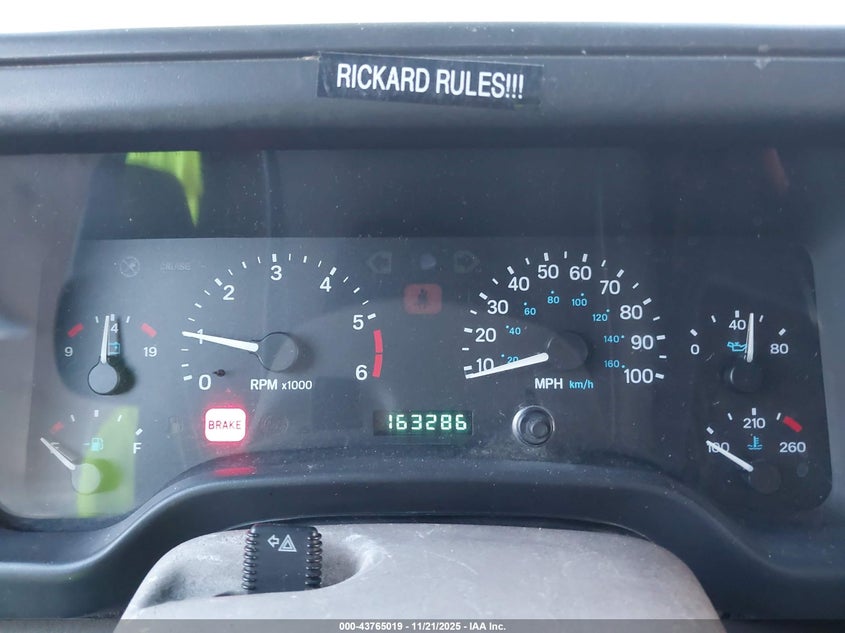 RICKARD RULES!!!
CRUISE
9 14 19
E F
0 1 2 3 4 5 6
RPM x1000
BRAKE
163286
10 20 30 40 50 60 70 80 90 100
20 40 60 80 100 120 140 160
MPH km/h
0 40 80
100 210 260
000-43765019 - 11/21/2025 - IAA Inc.